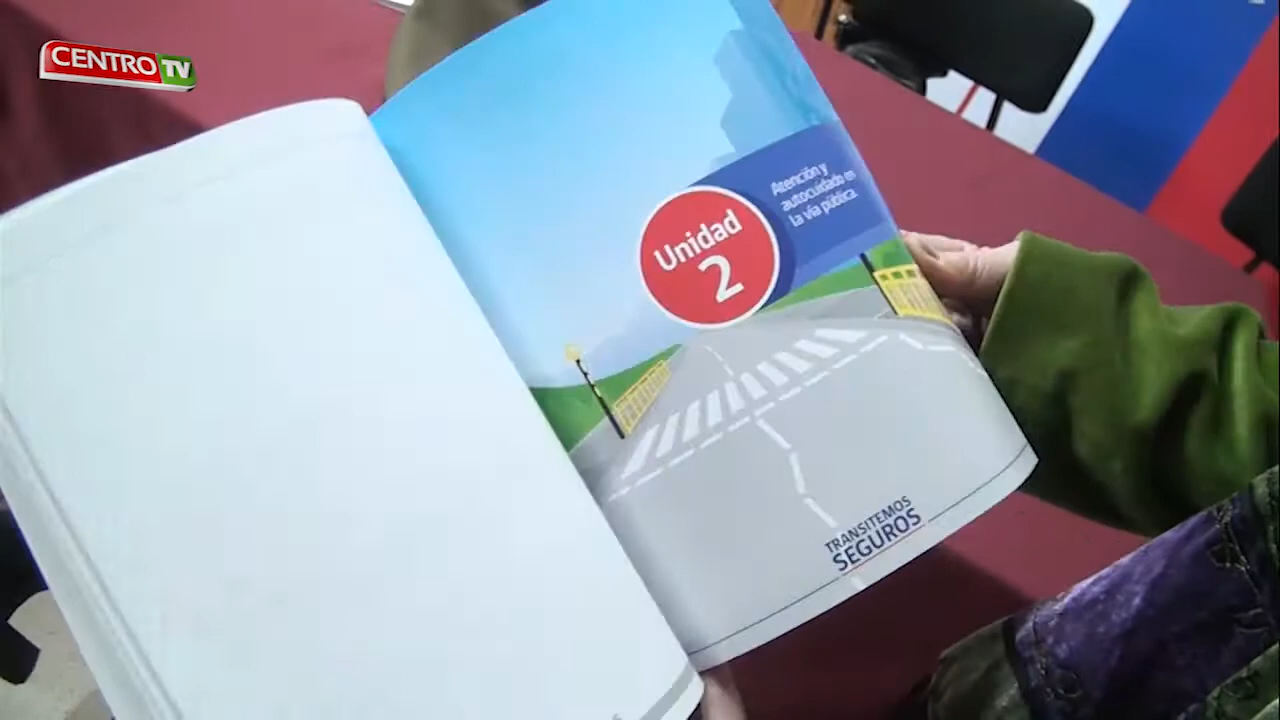 CENTRO TV
Unidad
2
Atención y
autocuidado en
la vía pública.
TRANSITEMOS
SEGUROS